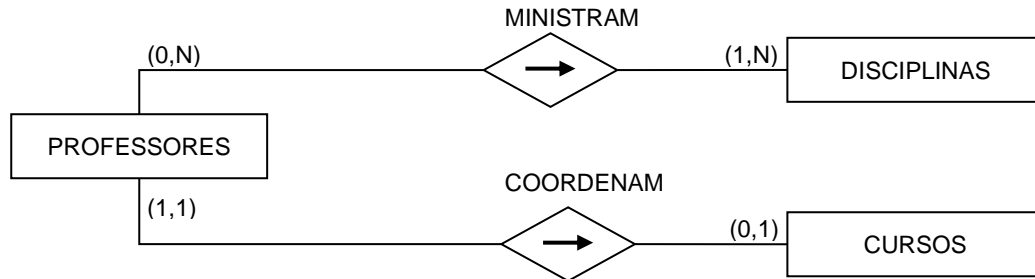 MINISTRAM
(0,N)
(1,N)
DISCIPLINAS
PROFESSORES
COORDENAM
(1,1)
(0,1)
CURSOS